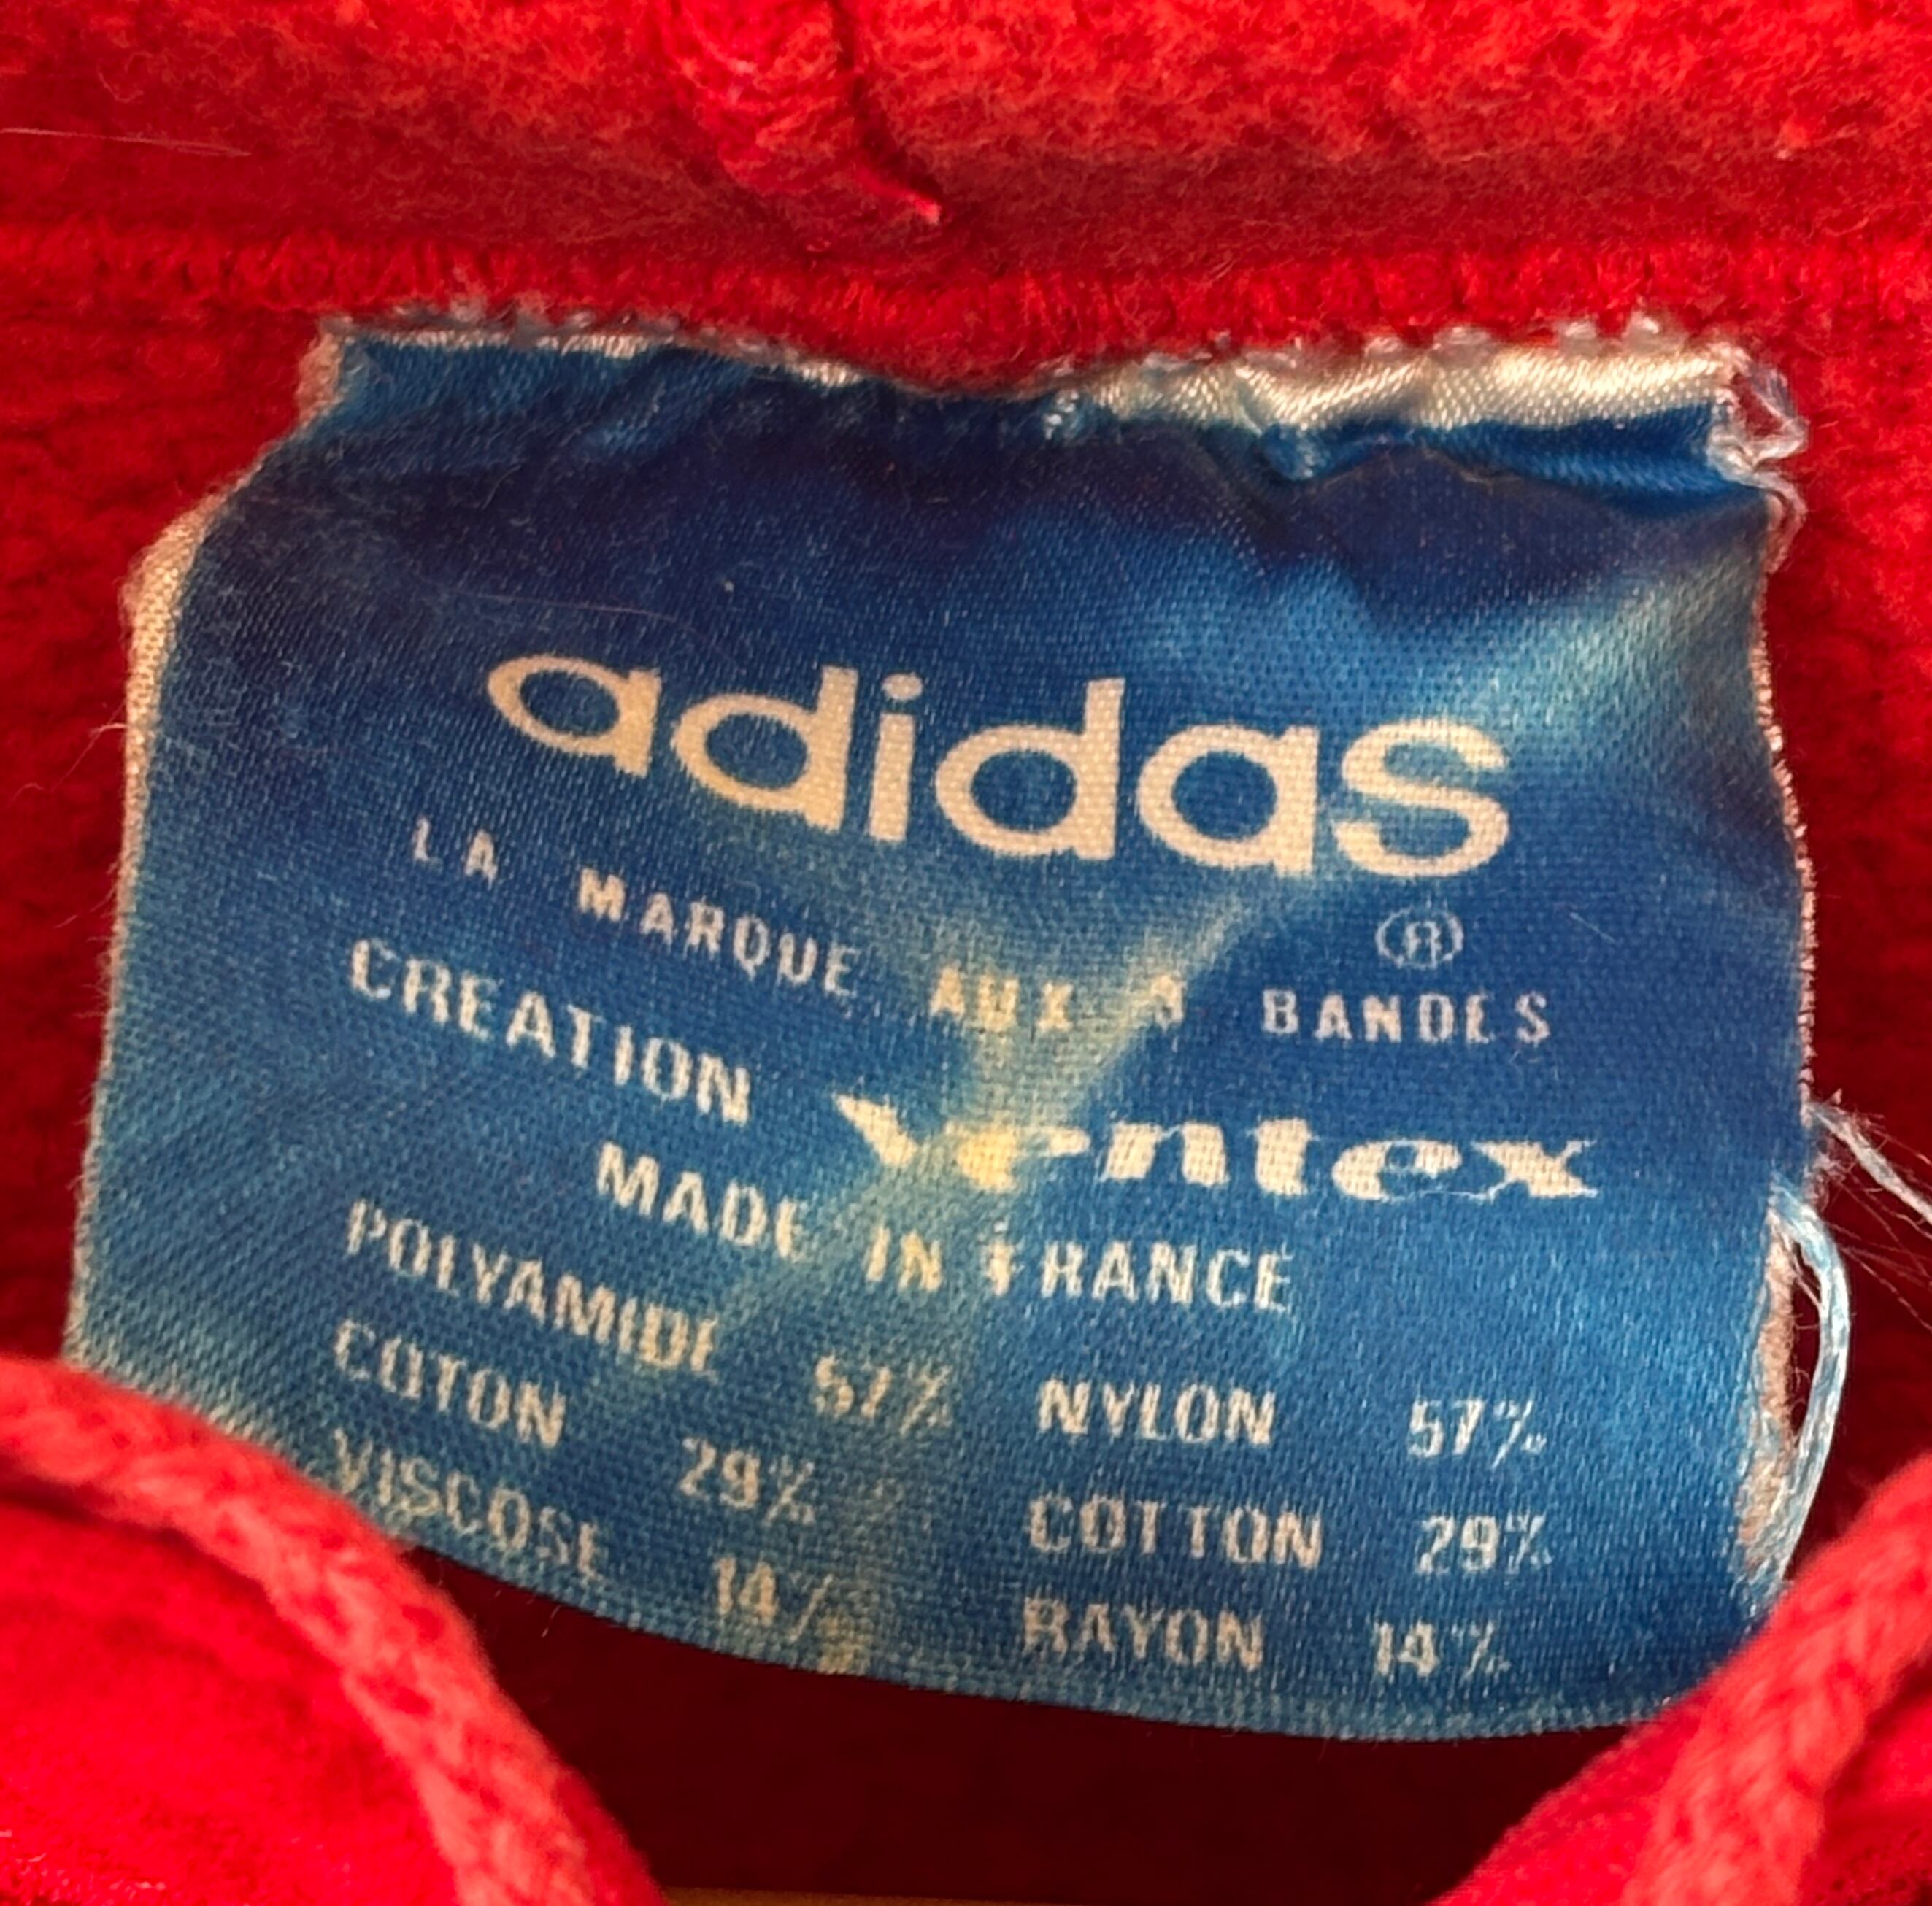 adidas
LA MARQUE AUX 3 BANDES ®
CREATION Ventex
MADE IN FRANCE
POLYAMIDE 57% NYLON 57%
COTON 29% COTTON 29%
VISCOSE 14% RAYON 14%